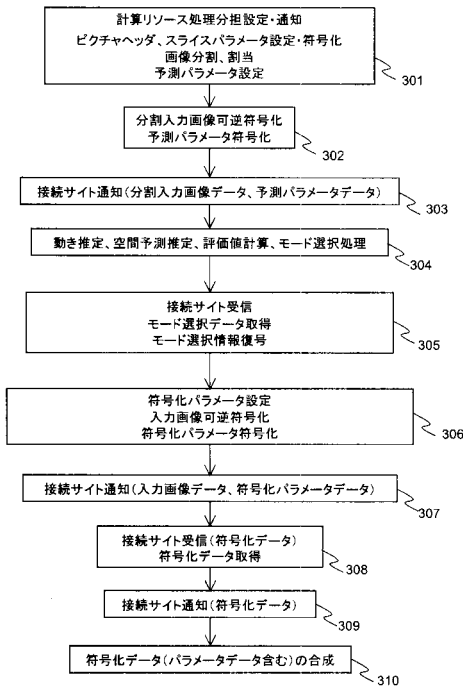 計算リソース処理分担設定・通知
ピクチャヘッダ、スライスパラメータ設定・符号化
画像分割、割当
予測パラメータ設定
301
分割入力画像可逆符号化
予測パラメータ符号化
302
接続サイト通知(分割入力画像データ、予測パラメータデータ)
303
動き推定、空間予測推定、評価値計算、モード選択処理
304
接続サイト受信
モード選択データ取得
モード選択情報復号
305
符号化パラメータ設定
入力画像可逆符号化
符号化パラメータ符号化
306
接続サイト通知(入力画像データ、符号化パラメータデータ)
307
接続サイト受信(符号化データ)
符号化データ取得
308
接続サイト通知(符号化データ)
309
符号化データ(パラメータデータ含む)の合成
310